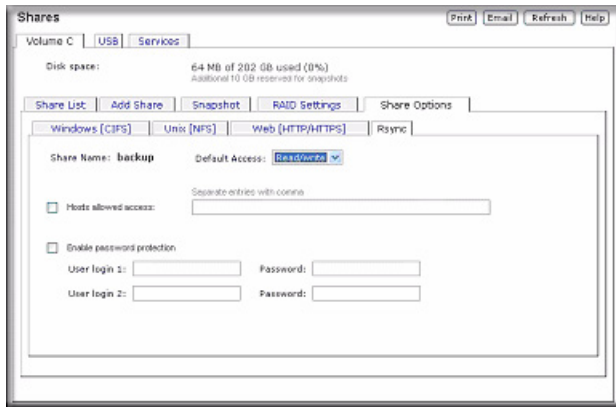 Shares Print Email Refresh Help
Volume C USB Services
Disk space: 64 MB of 202 GB used (0%)
Additional 10 GB reserved for snapshots
Share List Add Share Snapshot RAID Settings Share Options
Windows [CIFS] Unix [NFS] Web [HTTP/HTTPS] Rsync
Share Name: backup Default Access: Read/write
Separate entries with comma
Hosts allowed access:
Enable password protection
User login 1: Password:
User login 2: Password: